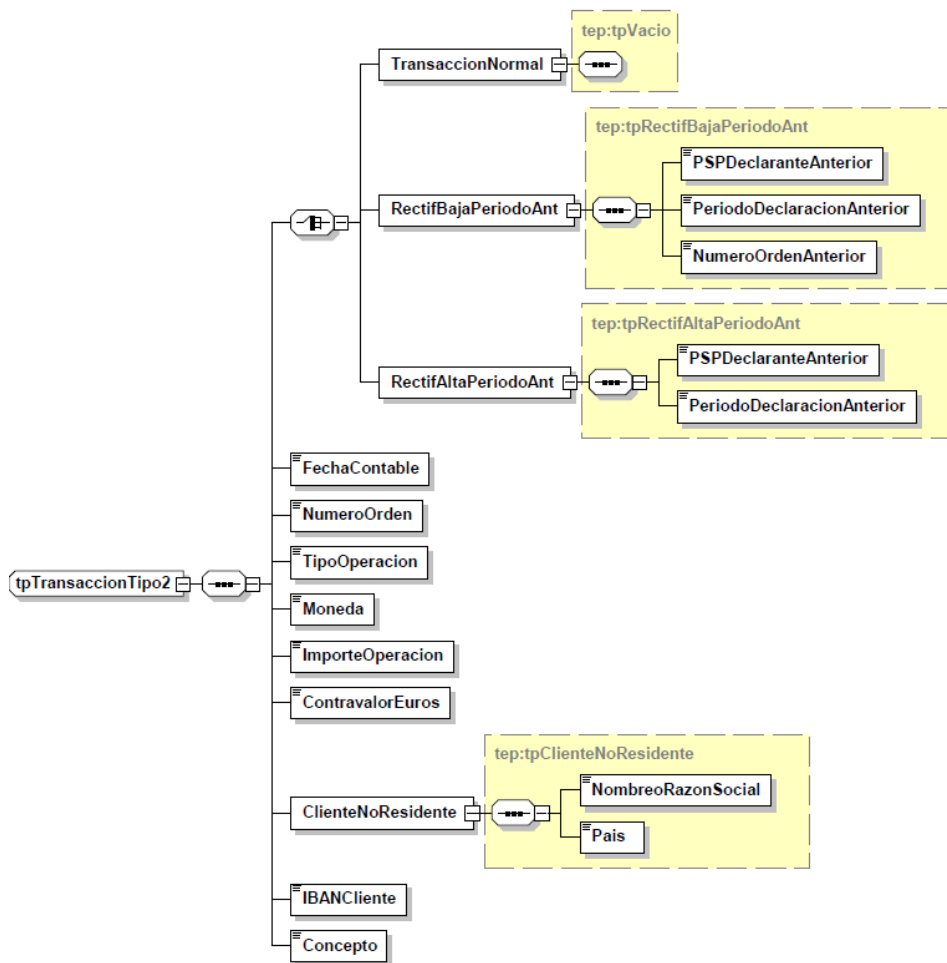 tep:tpVacio
TransaccionNormal
tep:tpRectifBajaPeriodoAnt
PSPDeclaranteAnterior
RectifBajaPeriodoAnt
PeriodoDeclaracionAnterior
NumeroOrdenAnterior
tep:tpRectifAltaPeriodoAnt
PSPDeclaranteAnterior
RectifAltaPeriodoAnt
PeriodoDeclaracionAnterior
FechaContable
NumeroOrden
TipoOperacion
tpTransaccionTipo2
Moneda
ImporteOperacion
ContravalorEuros
tep:tpClienteNoResidente
NombreoRazonSocial
ClienteNoResidente
Pais
IBANCliente
Concepto